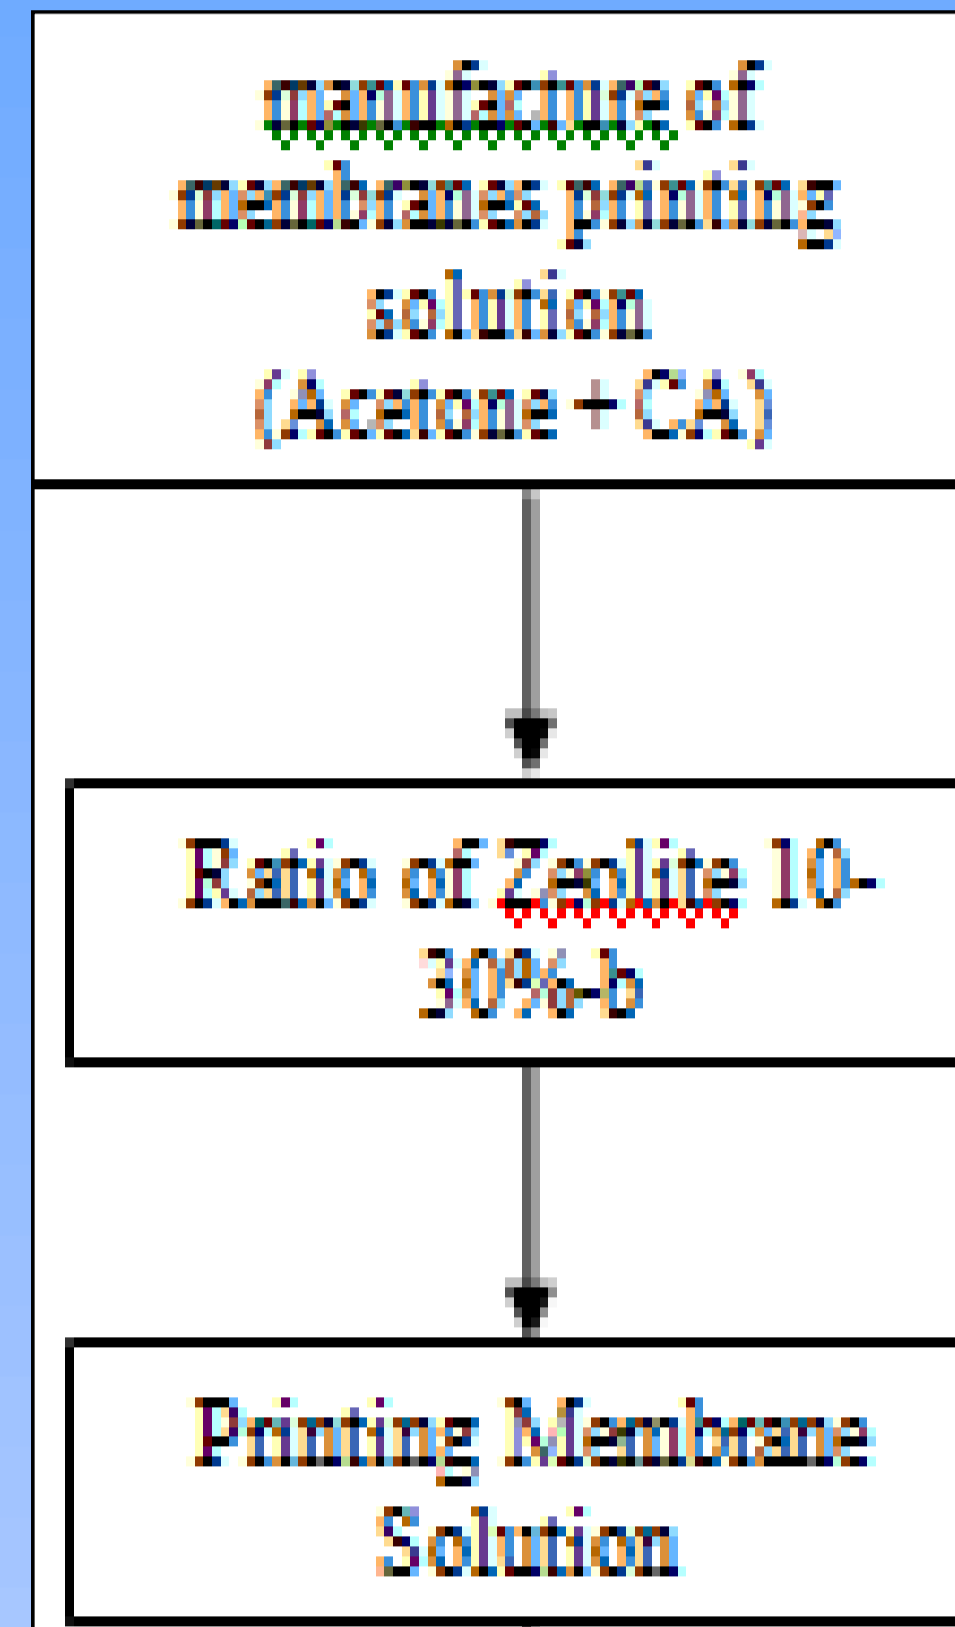 manufacture of
membranes printing
solution
(Acetone + CA)
Ratio of Zeolite 10-
30%-b
Printing Membrane
Solution